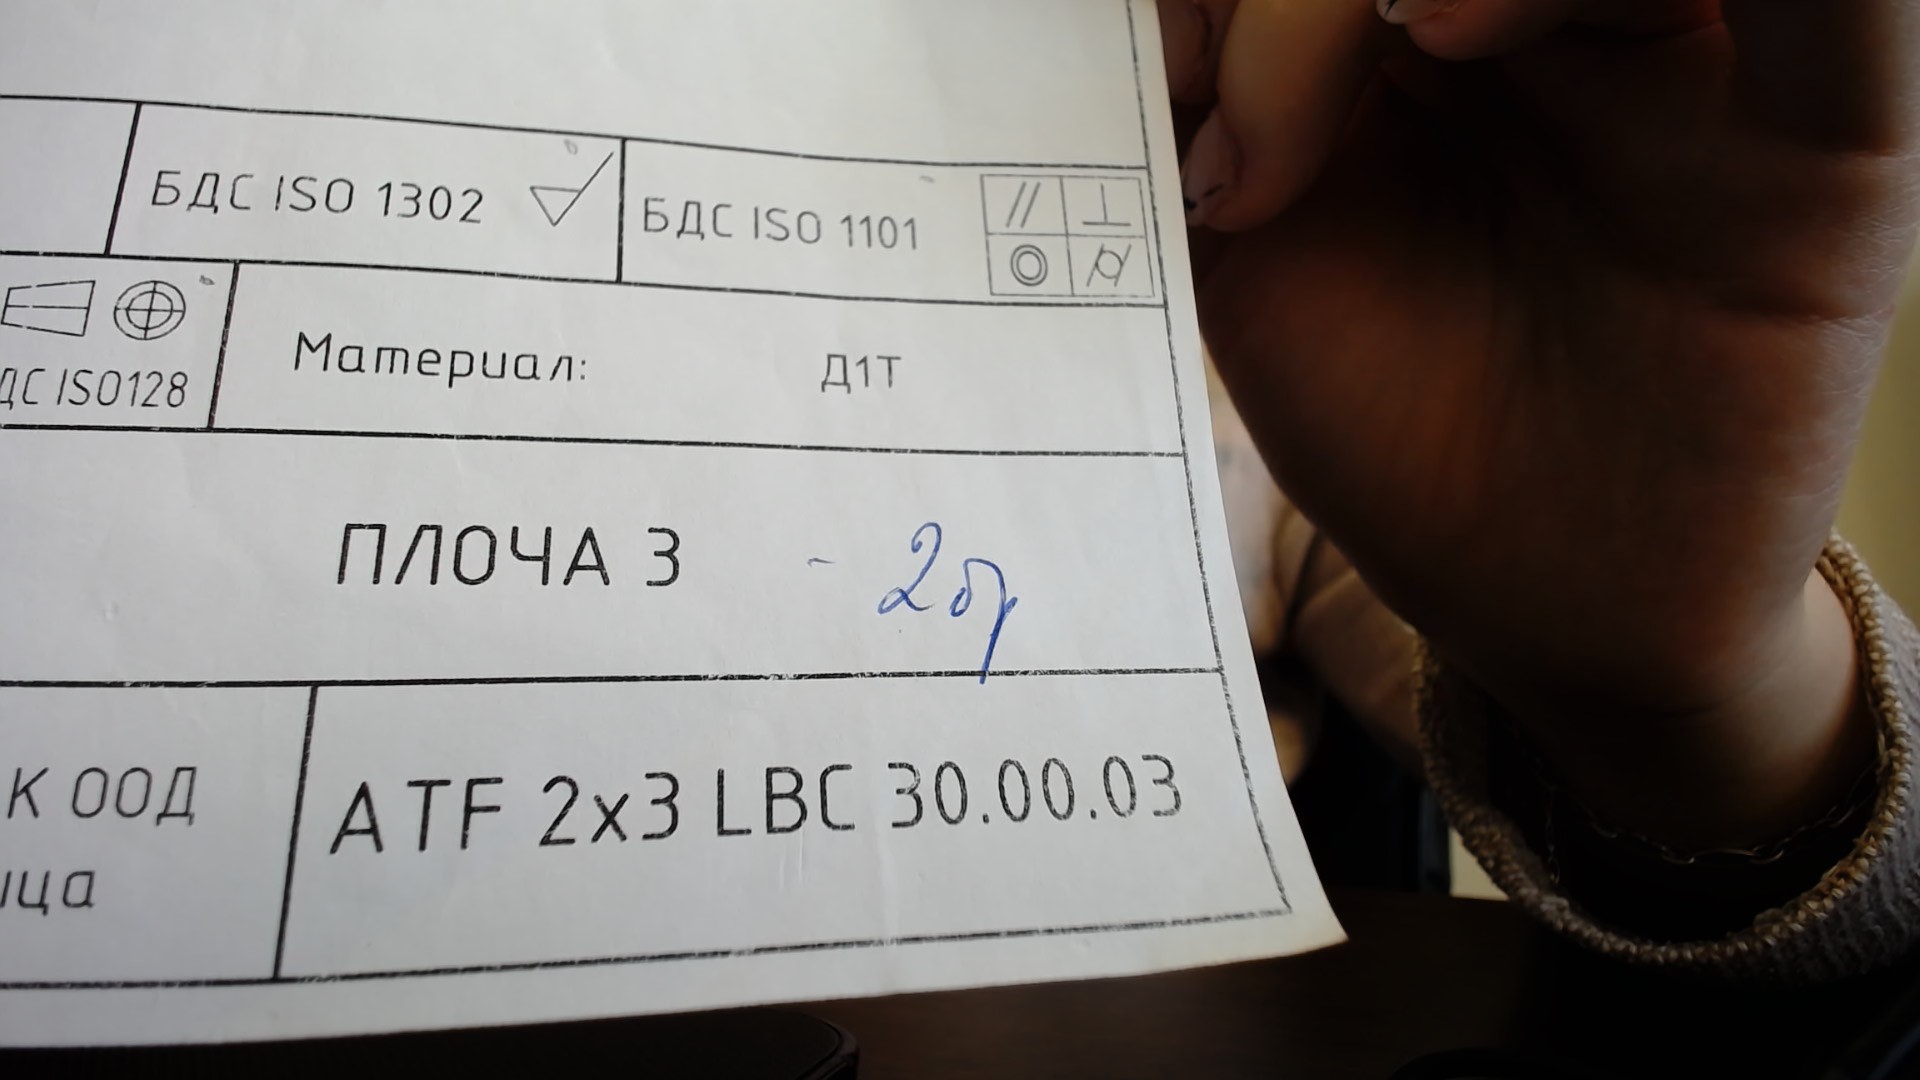 БДС ISO 1302
БДС ISO 1101
ДС ISO128
Материал: Д1Т
ПЛОЧА 3 - 2бр
К ООД
ица
ATF 2x3 LBC 30.00.03